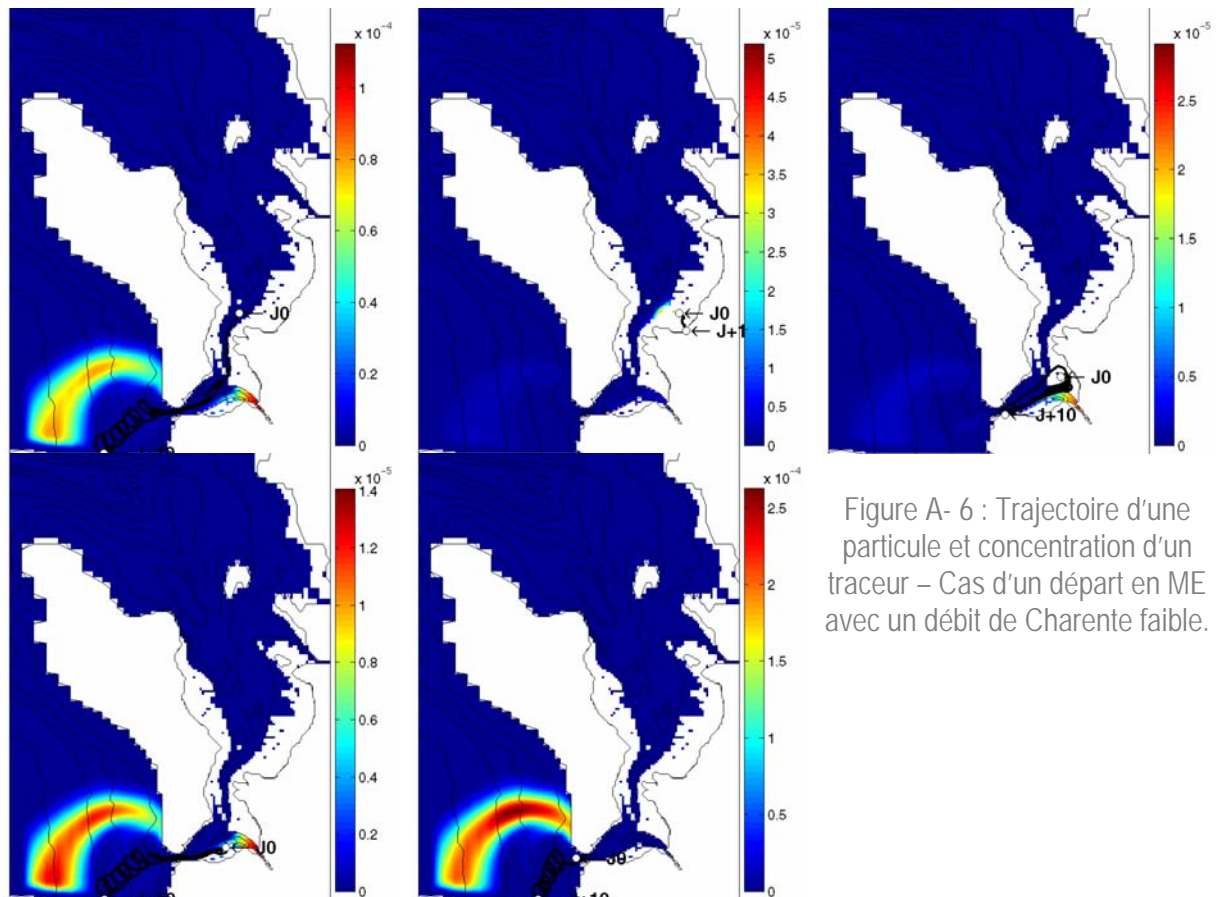 x 10⁻⁴
1
0.8
0.6
0.4
0.2
0
J0
x 10⁻⁵
5
4.5
4
3.5
3
2.5
2
1.5
1
0.5
0
J0
J+1
x 10⁻⁵
2.5
2
1.5
1
0.5
0
J0
J+10
x 10⁻⁵
1.4
1.2
1
0.8
0.6
0.4
0.2
0
J0
x 10⁻⁴
2.5
2
1.5
1
0.5
0
Figure A- 6 : Trajectoire d'une
particule et concentration d'un
traceur – Cas d'un départ en ME
avec un débit de Charente faible.